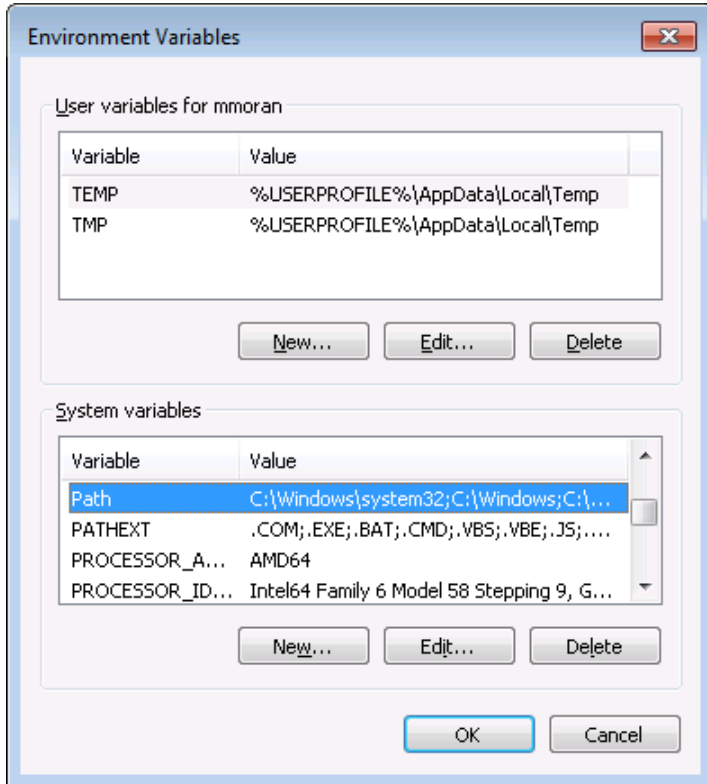 Environment Variables
User variables for mmoran
Variable Value
TEMP %USERPROFILE%\AppData\Local\Temp
TMP %USERPROFILE%\AppData\Local\Temp
New... Edit... Delete
System variables
Variable Value
Path C:\Windows\system32;C:\Windows;C:\...
PATHEXT .COM;.EXE;.BAT;.CMD;.VBS;.VBE;.JS;....
PROCESSOR_A... AMD64
PROCESSOR_ID... Intel64 Family 6 Model 58 Stepping 9, G...
New... Edit... Delete
OK Cancel